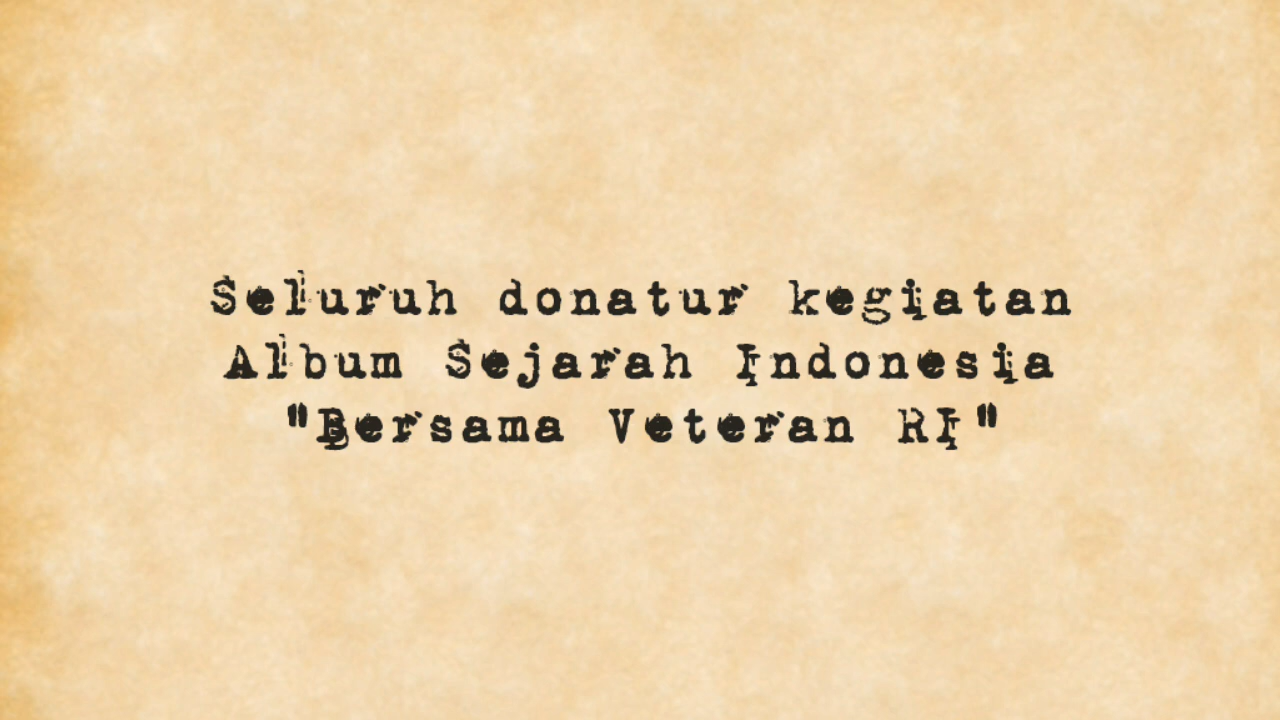 Seluruh donatur kegiatan
Album Sejarah Indonesia
"Bersama Veteran RI"